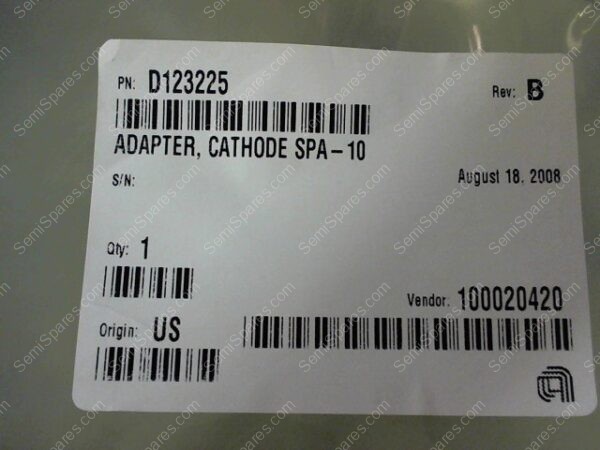 PN: D123225
Rev: B
ADAPTER, CATHODE SPA-10
S/N:
August 18, 2008
Qty: 1
Vendor: 100020420
Origin: US
SemiSpares.com